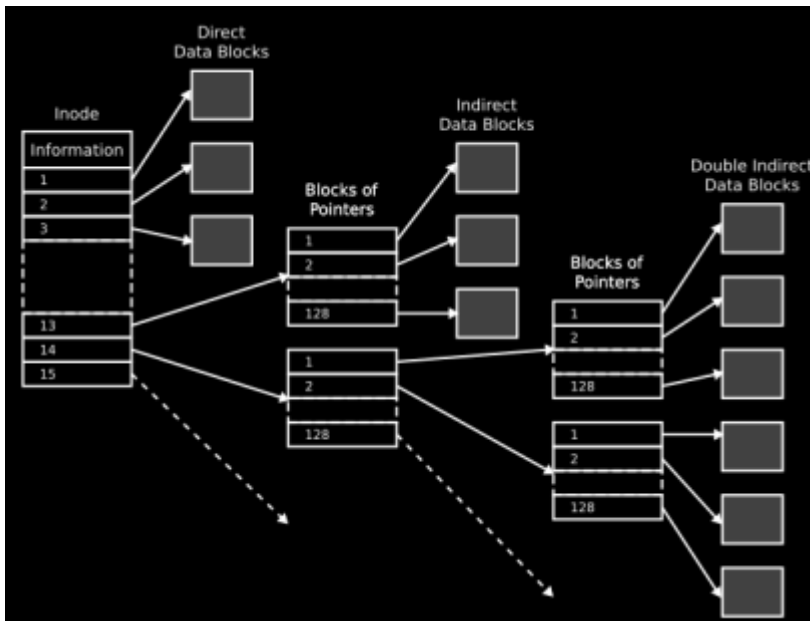 Direct
Data Blocks
Inode
Information
1
2
3
13
14
15
Blocks of
Pointers
1
2
128
1
2
128
Indirect
Data Blocks
Blocks of
Pointers
1
2
128
1
2
128
Double Indirect
Data Blocks